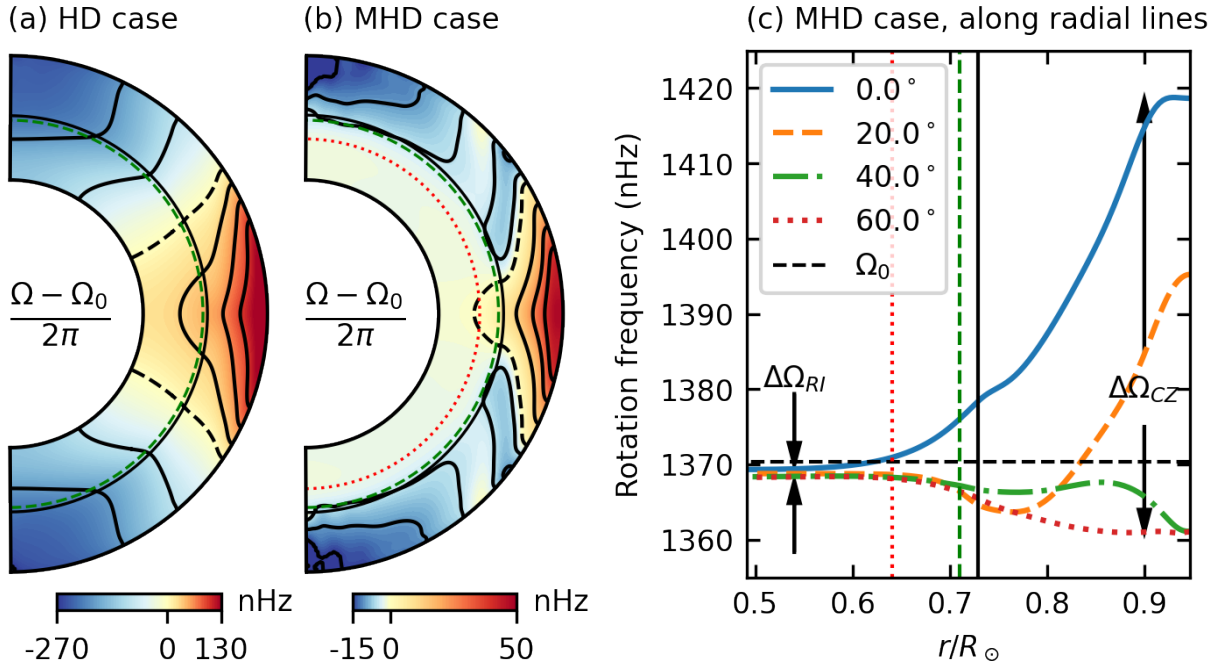 (a) HD case
(b) MHD case
(c) MHD case, along radial lines
Ω − Ω₀
2π
nHz
-270 0 130
Ω − Ω₀
2π
nHz
-15 0 50
Rotation frequency (nHz)
1420
1410
1400
1390
1380
1370
1360
0.0°
20.0°
40.0°
60.0°
Ω₀
ΔΩ_RI
ΔΩ_CZ
0.5 0.6 0.7 0.8 0.9
r/R☉